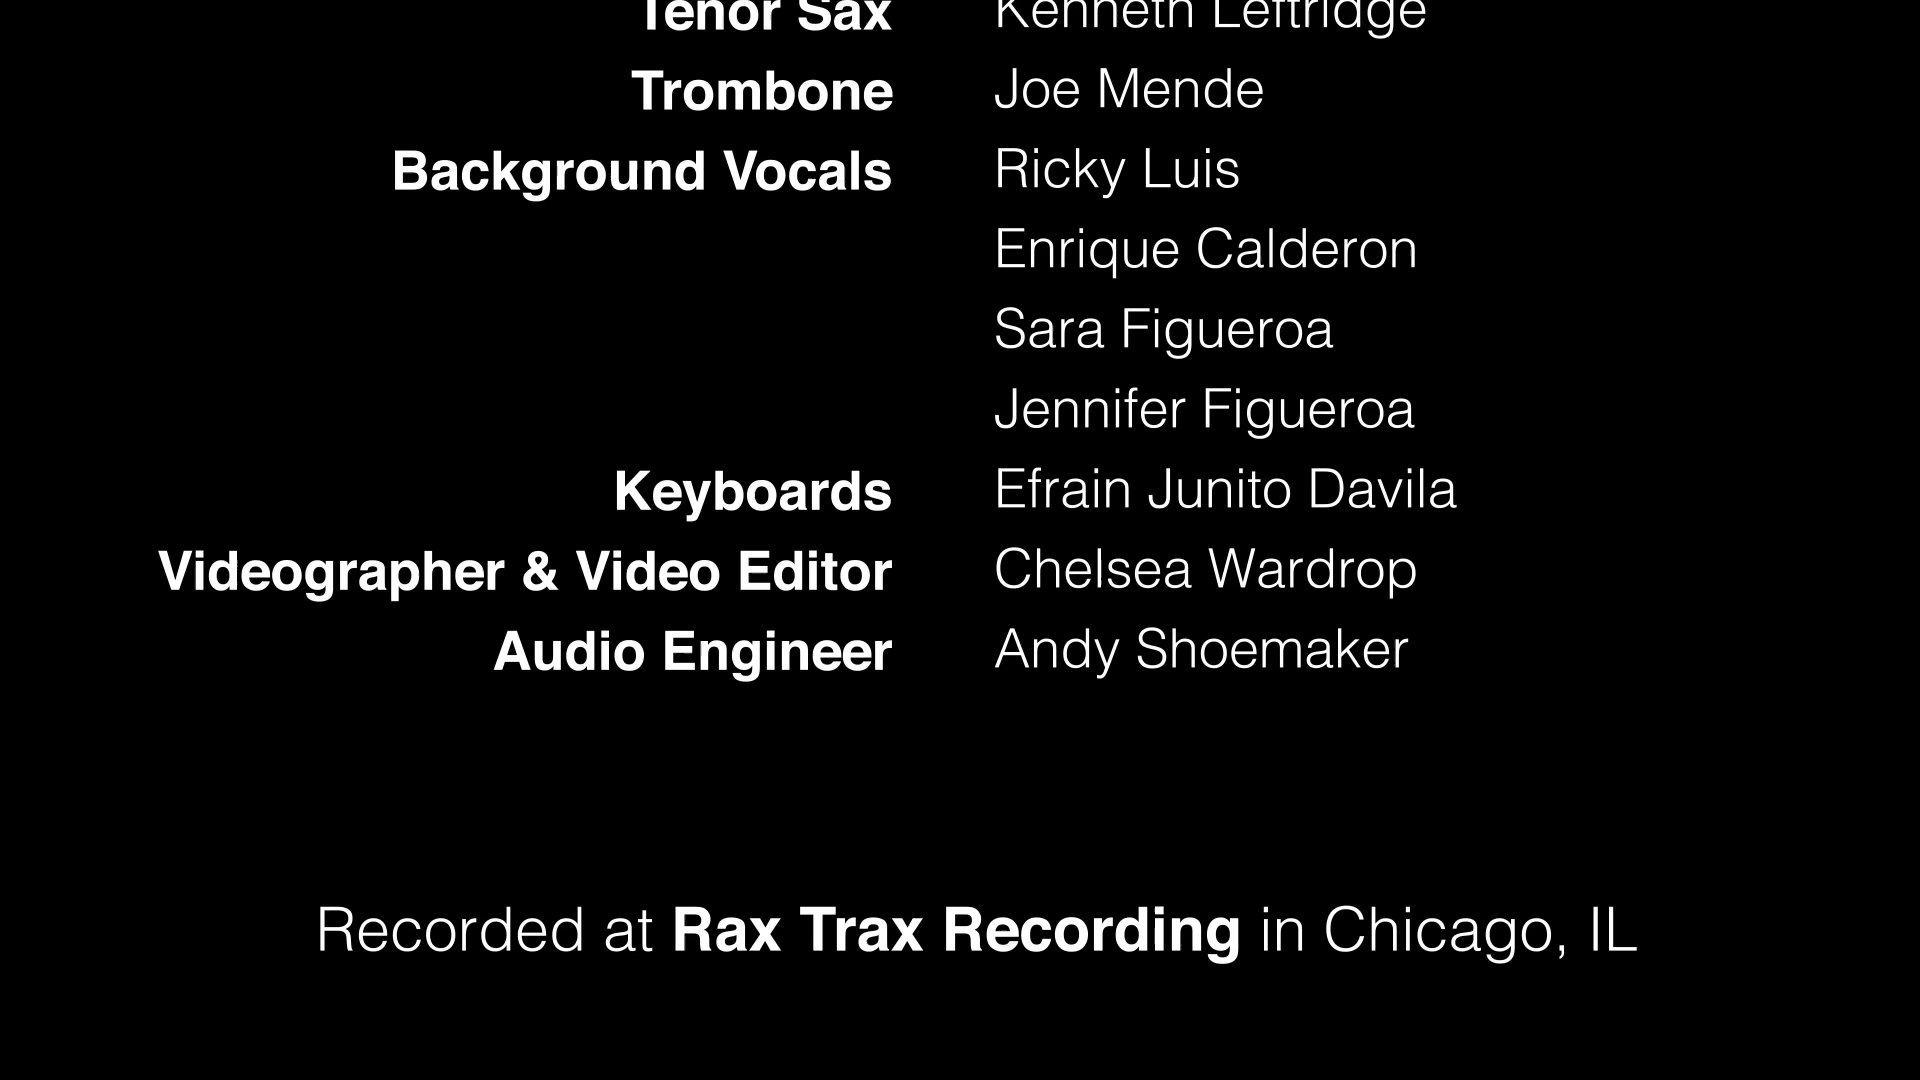 Tenor Sax Kenneth Leftridge
Trombone Joe Mende
Background Vocals Ricky Luis
Enrique Calderon
Sara Figueroa
Jennifer Figueroa
Keyboards Efrain Junito Davila
Videographer & Video Editor Chelsea Wardrop
Audio Engineer Andy Shoemaker
Recorded at Rax Trax Recording in Chicago, IL